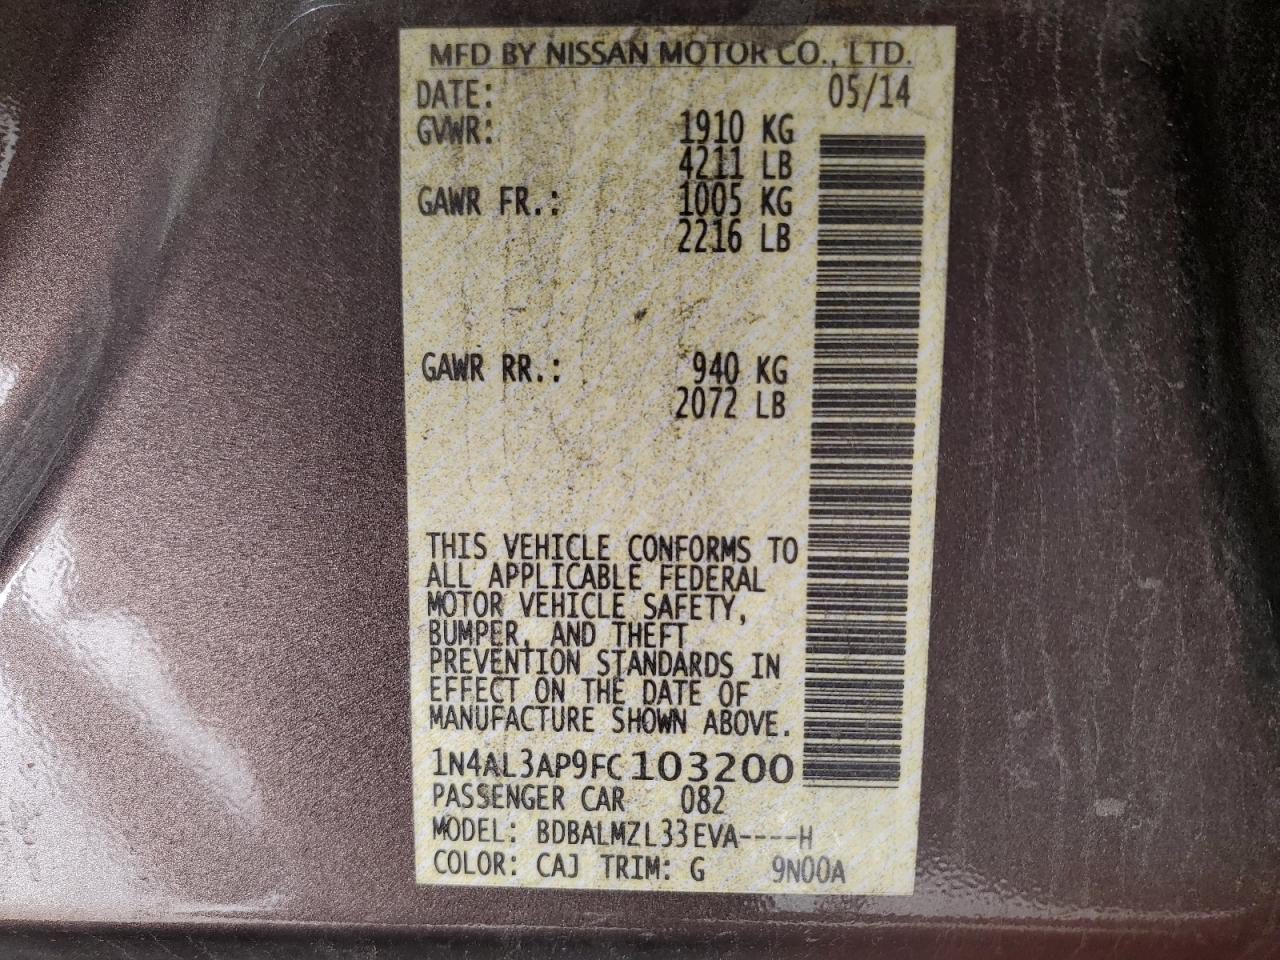 MFD BY NISSAN MOTOR CO., LTD.
DATE: 05/14
GVWR: 1910 KG
4211 LB
GAWR FR.: 1005 KG
2216 LB
GAWR RR.: 940 KG
2072 LB
THIS VEHICLE CONFORMS TO
ALL APPLICABLE FEDERAL
MOTOR VEHICLE SAFETY,
BUMPER, AND THEFT
PREVENTION STANDARDS IN
EFFECT ON THE DATE OF
MANUFACTURE SHOWN ABOVE.
1N4AL3AP9FC103200
PASSENGER CAR 082
MODEL: BDBALMZL33EVA----H
COLOR: CAJ TRIM: G 9N00A